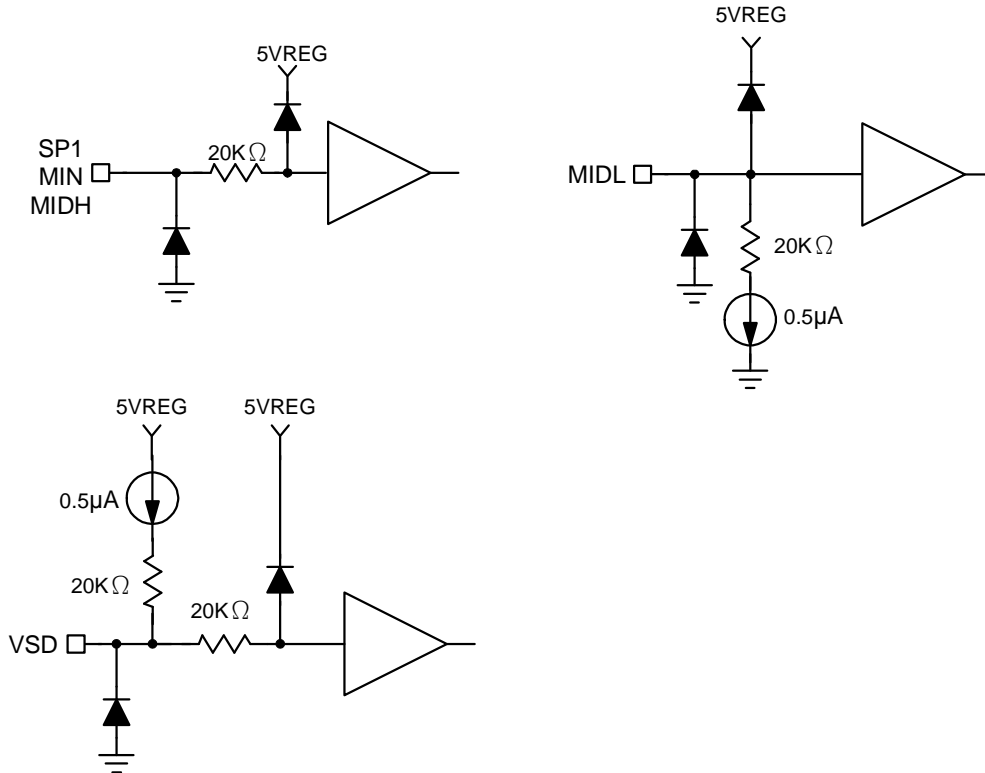 5VREG
SP1
MIN
MIDH
20KΩ
5VREG
MIDL
20KΩ
0.5µA
5VREG
5VREG
0.5µA
20KΩ
20KΩ
VSD